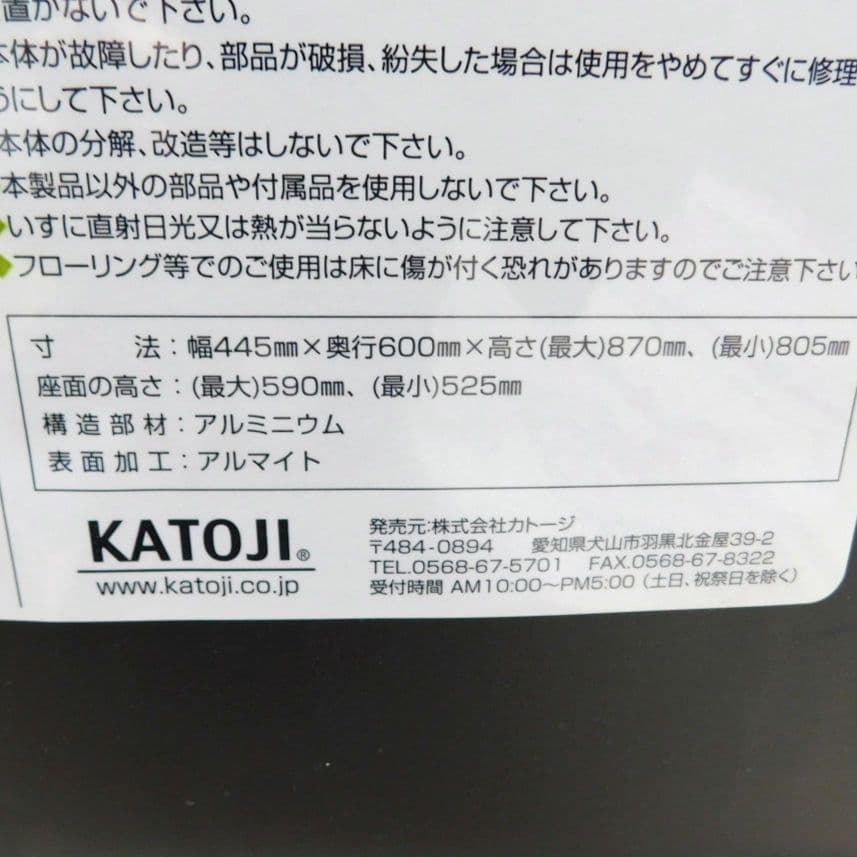 置かないで下さい。
本体が故障したり、部品が破損、紛失した場合は使用をやめてすぐに修理
うにして下さい。
本体の分解、改造等はしないで下さい。
本製品以外の部品や付属品を使用しないで下さい。
◆いすに直射日光又は熱が当らないように注意して下さい。
◆フローリング等でのご使用は床に傷が付く恐れがありますのでご注意下さい
寸　　　法：幅445㎜×奥行600㎜×高さ(最大)870㎜、(最小)805㎜
座面の高さ：(最大)590㎜、(最小)525㎜
構造部材：アルミニウム
表面加工：アルマイト
KATOJI®
www.katoji.co.jp
発売元:株式会社カトージ
〒484-0894　愛知県犬山市羽黒北金屋39-2
TEL.0568-67-5701　FAX.0568-67-8322
受付時間 AM10:00〜PM5:00（土日、祝祭日を除く）